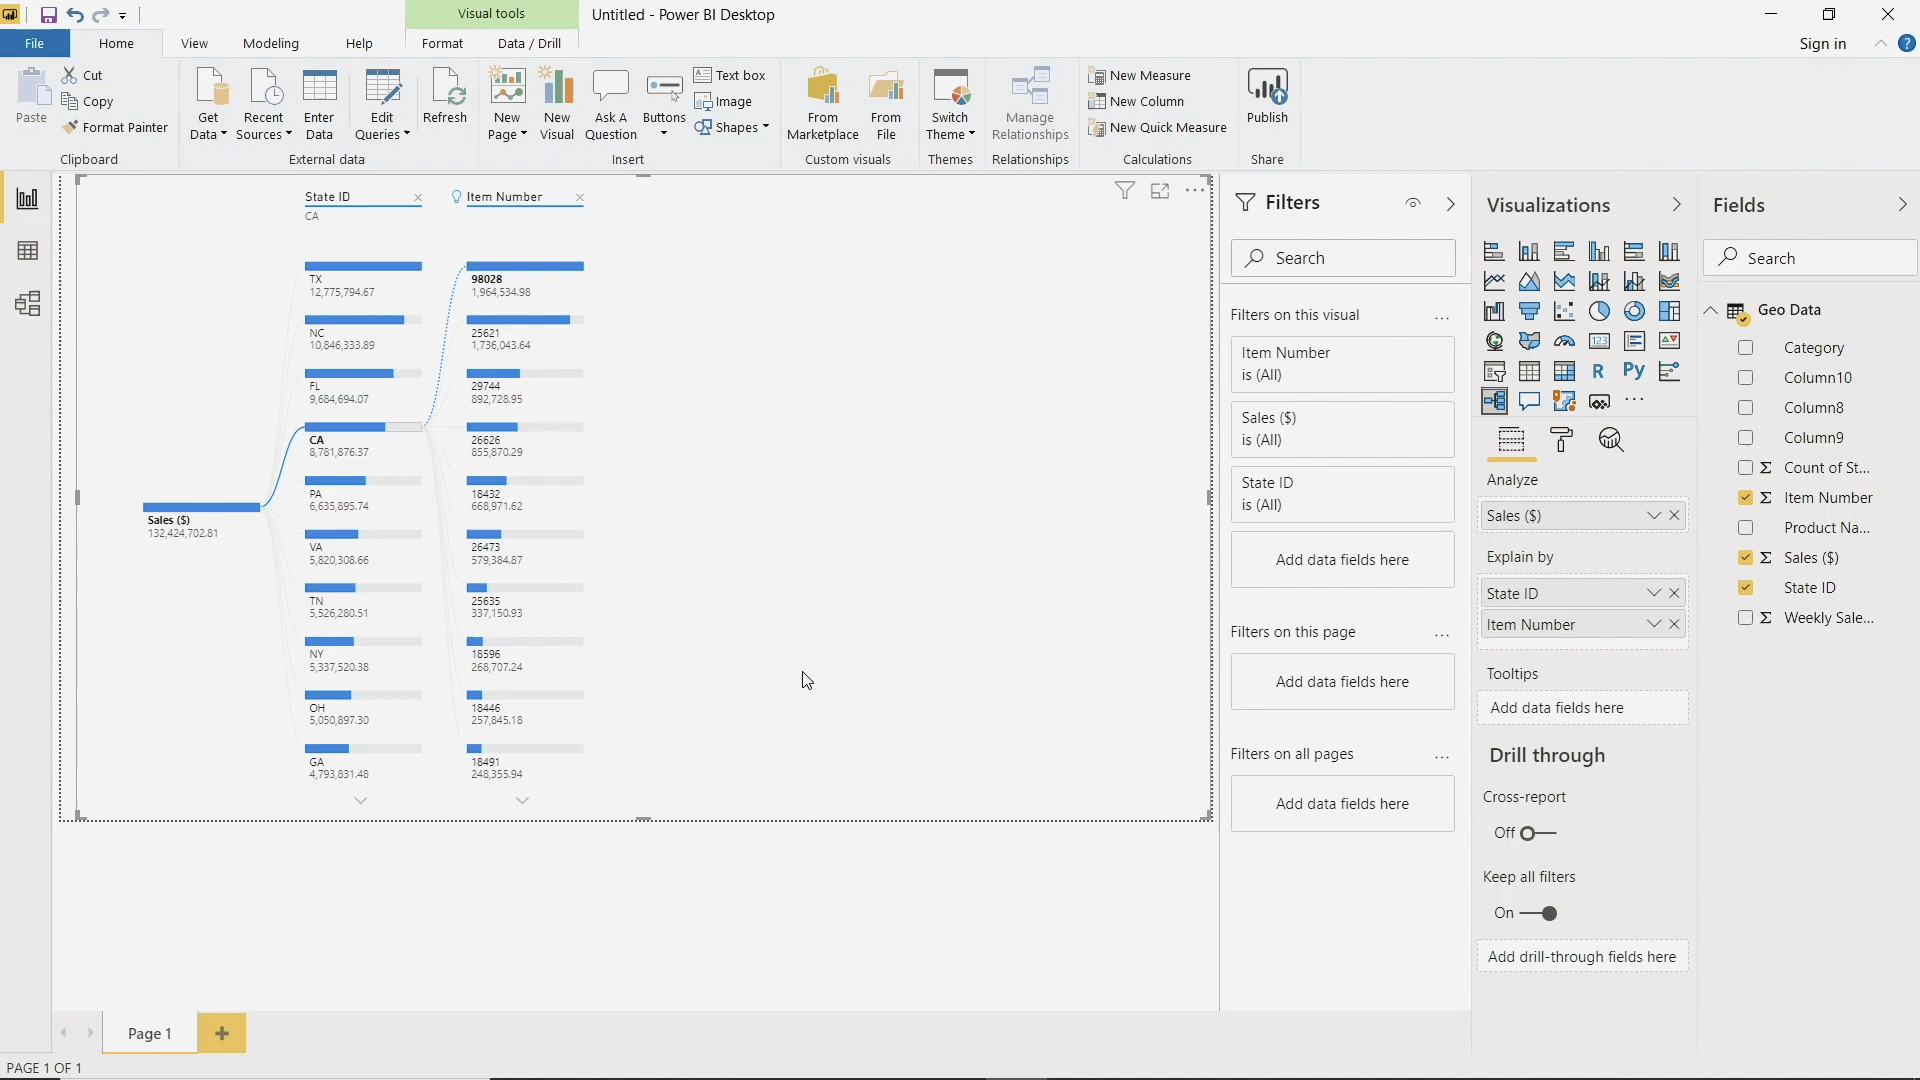 Visual tools
Untitled - Power BI Desktop
File
Home
View
Modeling
Help
Format
Data / Drill
Sign in
?
Paste
Cut
Copy
Format Painter
Clipboard
Get Data
Recent Sources
Enter Data
Edit Queries
Refresh
External data
New Page
New Visual
Ask A Question
Buttons
Text box
Image
Shapes
Insert
From Marketplace
From File
Custom visuals
Switch Theme
Themes
Manage Relationships
Relationships
New Measure
New Column
New Quick Measure
Calculations
Publish
Share
State ID
CA
Item Number
Sales ($)
132,424,702.81
TX
12,775,794.67
NC
10,846,333.89
FL
9,684,694.07
CA
8,781,876.37
PA
6,635,895.74
VA
5,820,308.66
TN
5,526,280.51
NY
5,337,520.38
OH
5,050,897.30
GA
4,793,831.48
98028
1,964,534.98
25621
1,736,043.64
29744
892,728.95
26626
855,870.29
18432
668,971.62
26473
579,384.87
25635
337,150.93
18596
268,707.24
18446
257,845.18
18491
248,355.94
Filters
Search
Filters on this visual
...
Item Number
is (All)
Sales ($)
is (All)
State ID
is (All)
Add data fields here
Filters on this page
...
Add data fields here
Filters on all pages
...
Add data fields here
Visualizations
123
R
Py
...
Analyze
Sales ($)
Explain by
State ID
Item Number
Tooltips
Add data fields here
Drill through
Cross-report
Off
Keep all filters
On
Add drill-through fields here
Fields
Search
Geo Data
Category
Column10
Column8
Column9
Σ Count of St...
Σ Item Number
Product Na...
Σ Sales ($)
State ID
Σ Weekly Sale...
Page 1
PAGE 1 OF 1